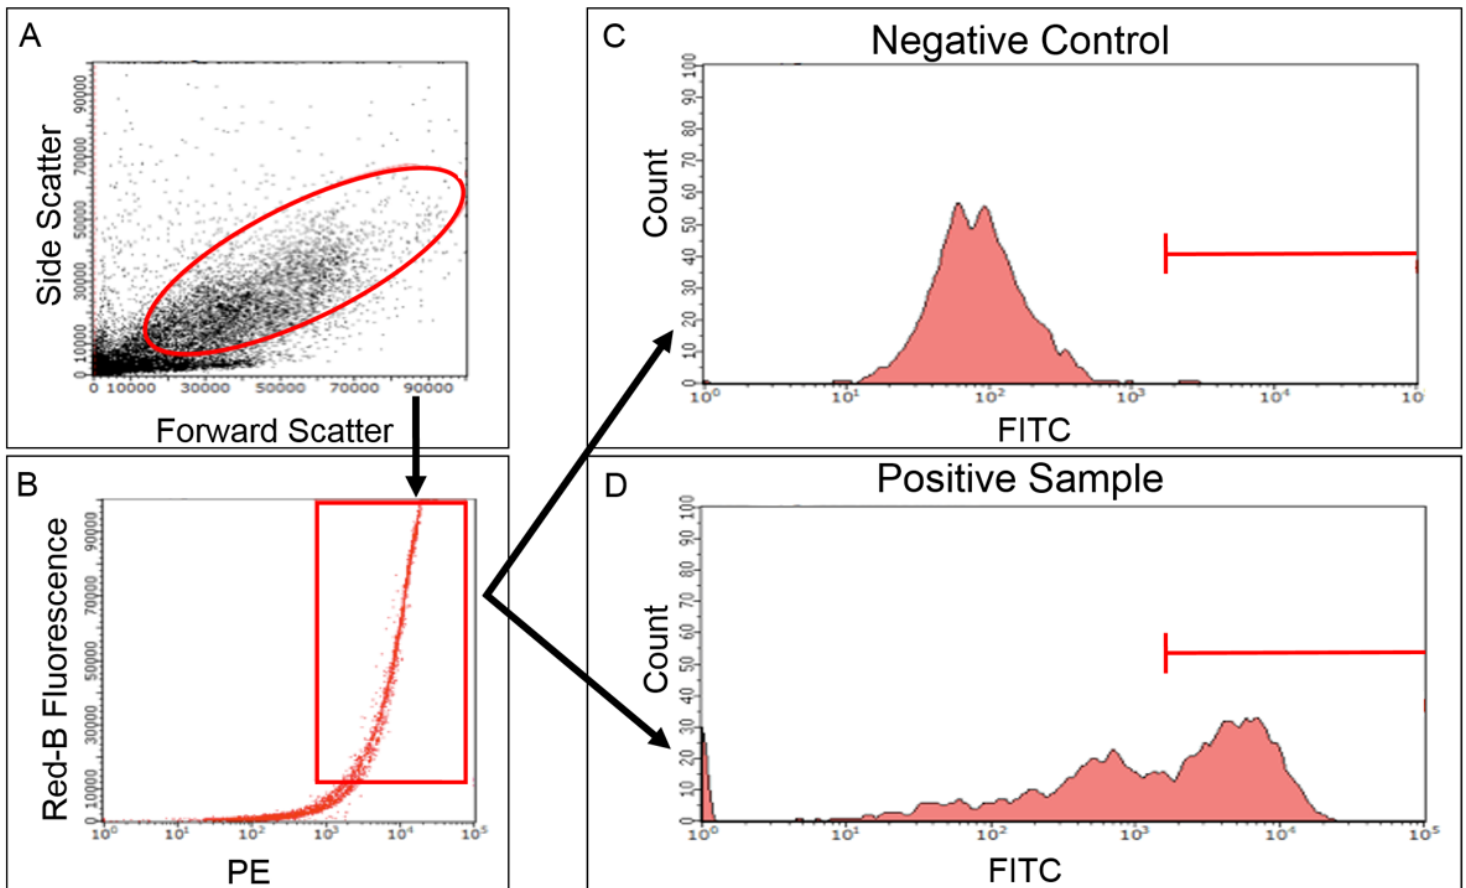 A
Side Scatter
90000
70000
50000
30000
10000
0 10000 30000 50000 70000 90000
Forward Scatter
B
Red-B Fluorescence
90000
70000
50000
30000
10000
0
10⁰ 10¹ 10² 10³ 10⁴ 10⁵
PE
C
Negative Control
Count
100
90
80
70
60
50
40
30
20
10
0
10⁰ 10¹ 10² 10³ 10⁴ 10
FITC
D
Positive Sample
Count
100
90
80
70
60
50
40
30
20
10
0
10⁰ 10¹ 10² 10³ 10⁴ 10⁵
FITC